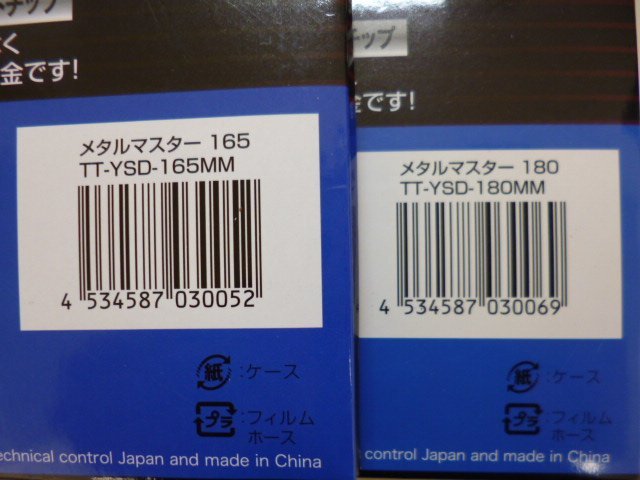 チップ
く
金です!
メタルマスター 165
TT-YSD-165MM
4 534587 030052
紙 :ケース
プラ :フィルム
ホース
echnical control Japan and made in China
チップ
金です!
メタルマスター 180
TT-YSD-180MM
4 534587 030069
紙 :ケース
プラ :フィルム
ホース
control Japan and made in China